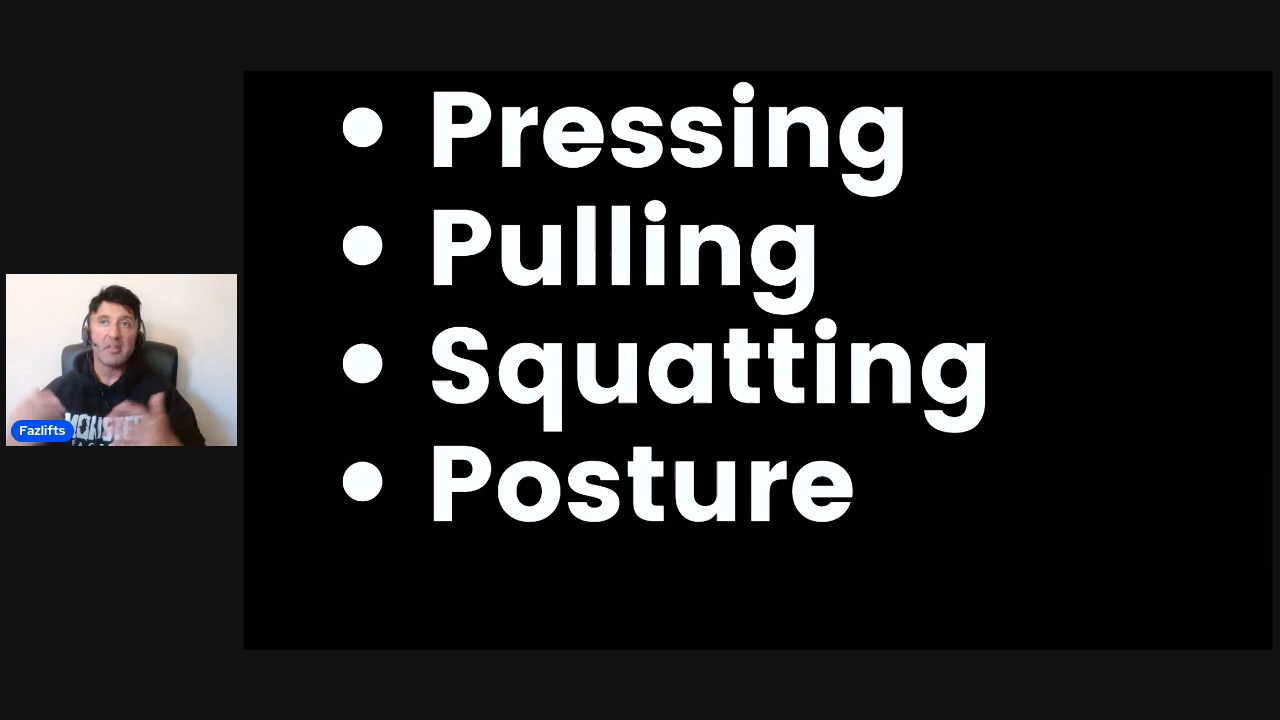 • Pressing
• Pulling
• Squatting
• Posture
Fazlifts